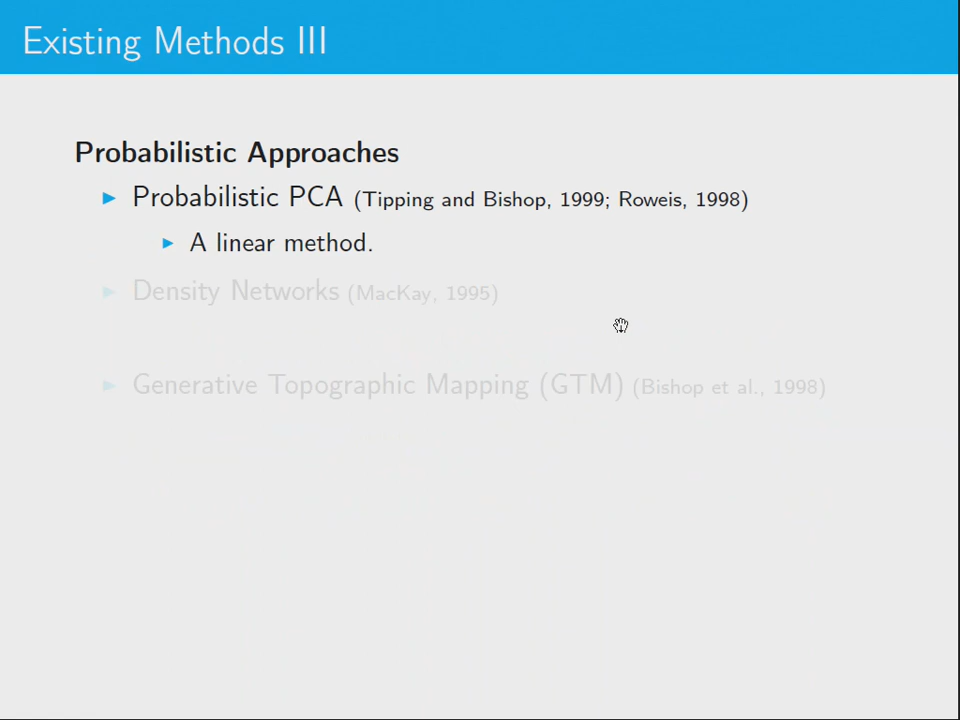 Existing Methods III
Probabilistic Approaches
Probabilistic PCA (Tipping and Bishop, 1999; Roweis, 1998)
A linear method.
Density Networks (MacKay, 1995)
Generative Topographic Mapping (GTM) (Bishop et al., 1998)